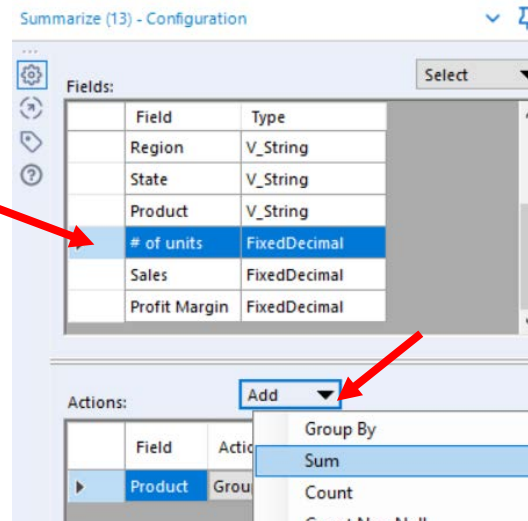 Summarize (13) - Configuration
Fields:
Select
Field Type
Region V_String
State V_String
Product V_String
# of units FixedDecimal
Sales FixedDecimal
Profit Margin FixedDecimal
Actions:
Add
Field
Group By
Sum
Product
Count